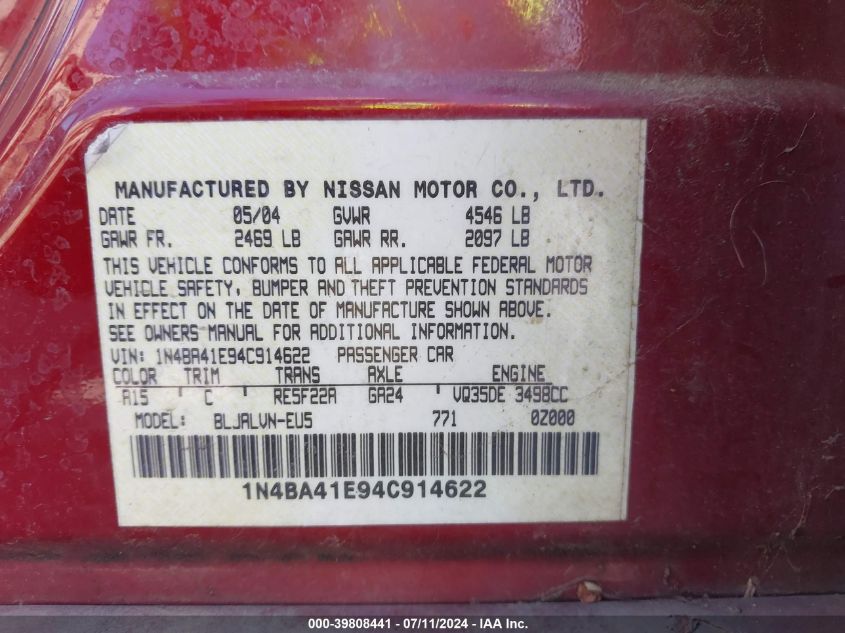 MANUFACTURED BY NISSAN MOTOR CO., LTD.
DATE 05/04 GVWR 4546 LB
GAWR FR. 2469 LB GAWR RR. 2097 LB
THIS VEHICLE CONFORMS TO ALL APPLICABLE FEDERAL MOTOR
VEHICLE SAFETY, BUMPER AND THEFT PREVENTION STANDARDS
IN EFFECT ON THE DATE OF MANUFACTURE SHOWN ABOVE.
SEE OWNERS MANUAL FOR ADDITIONAL INFORMATION.
VIN: 1N4BA41E94C914622 PASSENGER CAR
COLOR TRIM TRANS AXLE ENGINE
A15 C RE5F22A GA24 VQ35DE 3498CC
MODEL: BLJALVN-EU5 771 0Z000
1N4BA41E94C914622
000-39808441 - 07/11/2024 - IAA Inc.